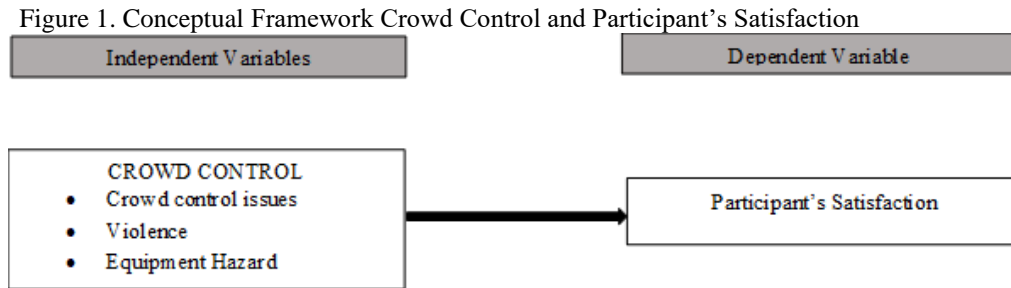 Figure 1. Conceptual Framework Crowd Control and Participant’s Satisfaction
Independent Variables
Dependent Variable
CROWD CONTROL
• Crowd control issues
• Violence
• Equipment Hazard
Participant’s Satisfaction